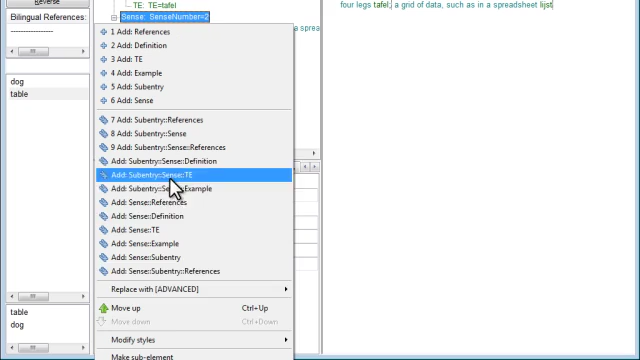 Reverse
Bilingual References:
-----------------
dog
table
table
dog
TE: TE=tafel
Sense: SenseNumber=2
a sprea
1 Add: References
2 Add: Definition
3 Add: TE
4 Add: Example
5 Add: Subentry
6 Add: Sense
7 Add: Subentry::References
8 Add: Subentry::Sense
9 Add: Subentry::Sense::References
Add: Subentry::Sense::Definition
Add: Subentry::Sense::TE
Add: Subentry::Sense::Example
Add: Sense::References
Add: Sense::Definition
Add: Sense::TE
Add: Sense::Example
Add: Sense::Subentry
Add: Sense::Subentry::References
Replace with [ADVANCED]
Move up Ctrl+Up
Move down Ctrl+Down
Modify styles
Make sub-element
four legs tafel; a grid of data, such as in a spreadsheet lijst